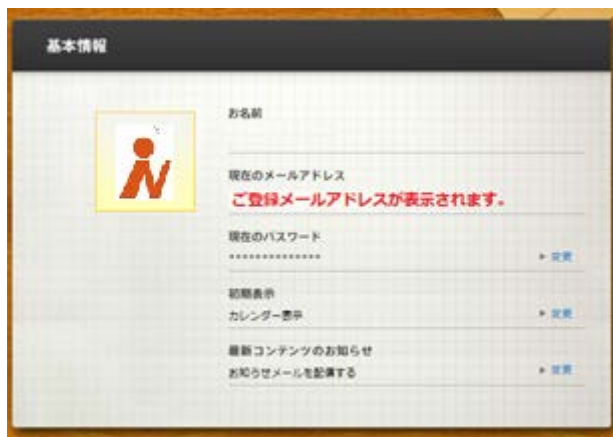 基本情報
お名前
現在のメールアドレス
ご登録メールアドレスが表示されます。
現在のパスワード
**************
変更
初期表示
カレンダー表示
変更
最新コンテンツのお知らせ
お知らせメールを配信する
変更